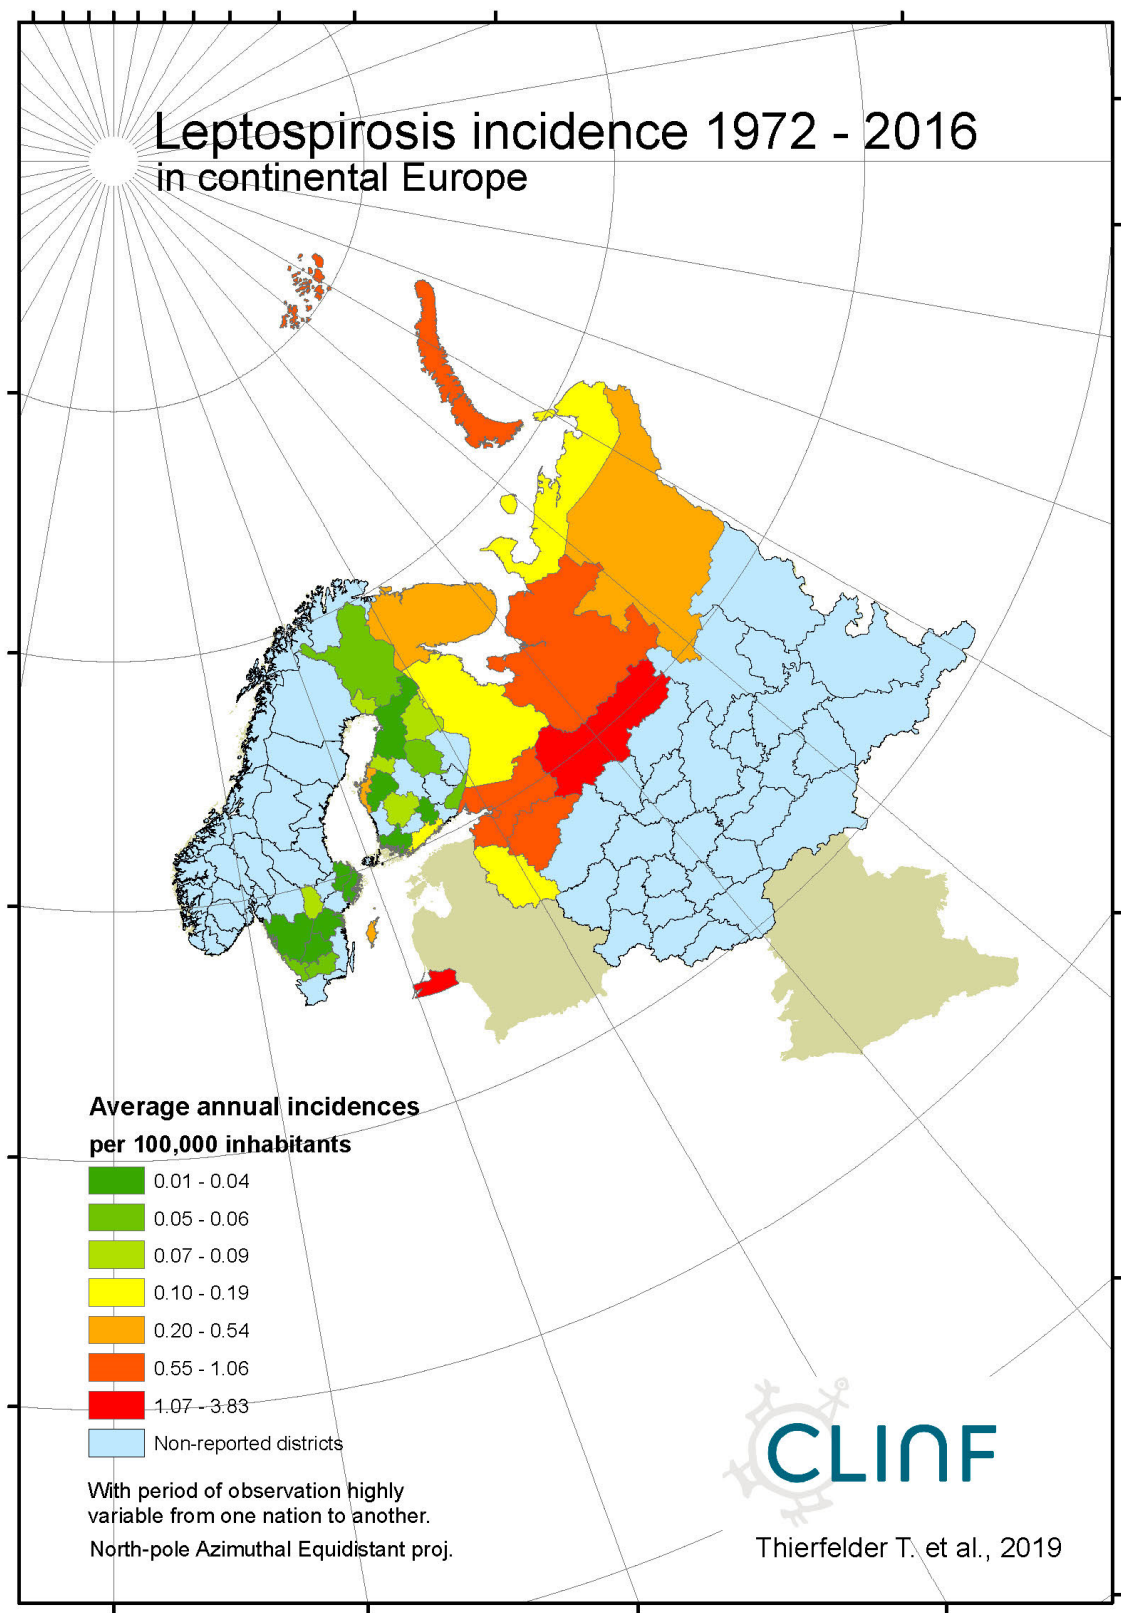 Leptospirosis incidence 1972 - 2016
in continental Europe
Average annual incidences
per 100,000 inhabitants
0.01 - 0.04
0.05 - 0.06
0.07 - 0.09
0.10 - 0.19
0.20 - 0.54
0.55 - 1.06
1.07 - 3.83
Non-reported districts
With period of observation highly
variable from one nation to another.
North-pole Azimuthal Equidistant proj.
CLINF
Thierfelder T. et al., 2019